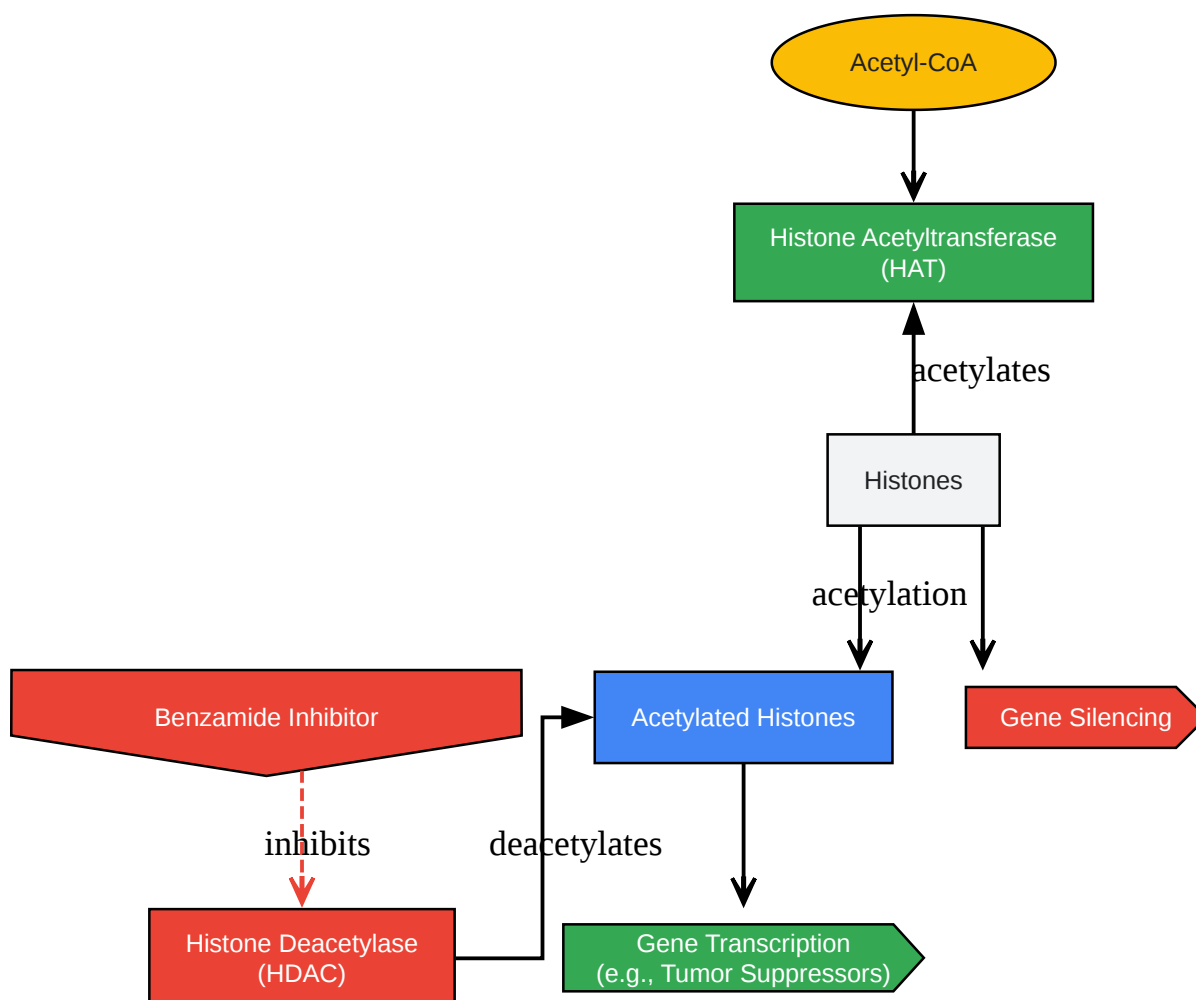 Acetyl-CoA
Histone Acetyltransferase
(HAT)
acetylates
Histones
acetylation
Benzamide Inhibitor
Acetylated Histones
Gene Silencing
inhibits
deacetylates
Histone Deacetylase
(HDAC)
Gene Transcription
(e.g., Tumor Suppressors)